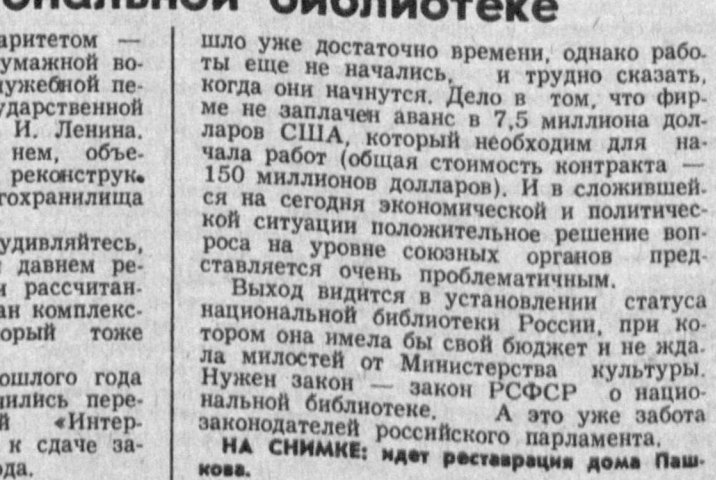 ональной библиотеке
аритетом —
умажной во-
лужебной пе-
ударственной
И. Ленина.
нем, объе-
реконструк.
гохранилища
удивляйтесь,
давнем ре-
и рассчитан-
ан комплекс-
орый тоже
ошлого года
нились пере-
й «Интер-
к сдаче за-
ода.
шло уже достаточно времени, однако рабо-
ты еще не начались, и трудно сказать,
когда они начнутся. Дело в том, что фир-
ме не заплачен аванс в 7,5 миллиона дол-
ларов США, который необходим для на-
чала работ (общая стоимость контракта —
150 миллионов долларов). И в сложившей-
ся на сегодня экономической и политичес-
кой ситуации положительное решение воп-
роса на уровне союзных органов пред-
ставляется очень проблематичным.
Выход видится в установлении статуса
национальной библиотеки России, при ко-
тором она имела бы свой бюджет и не жда-
ла милостей от Министерства культуры.
Нужен закон — закон РСФСР о нацио-
нальной библиотеке. А это уже забота
законодателей российского парламента.
НА СНИМКЕ: идет реставрация дома Паш-
кова.